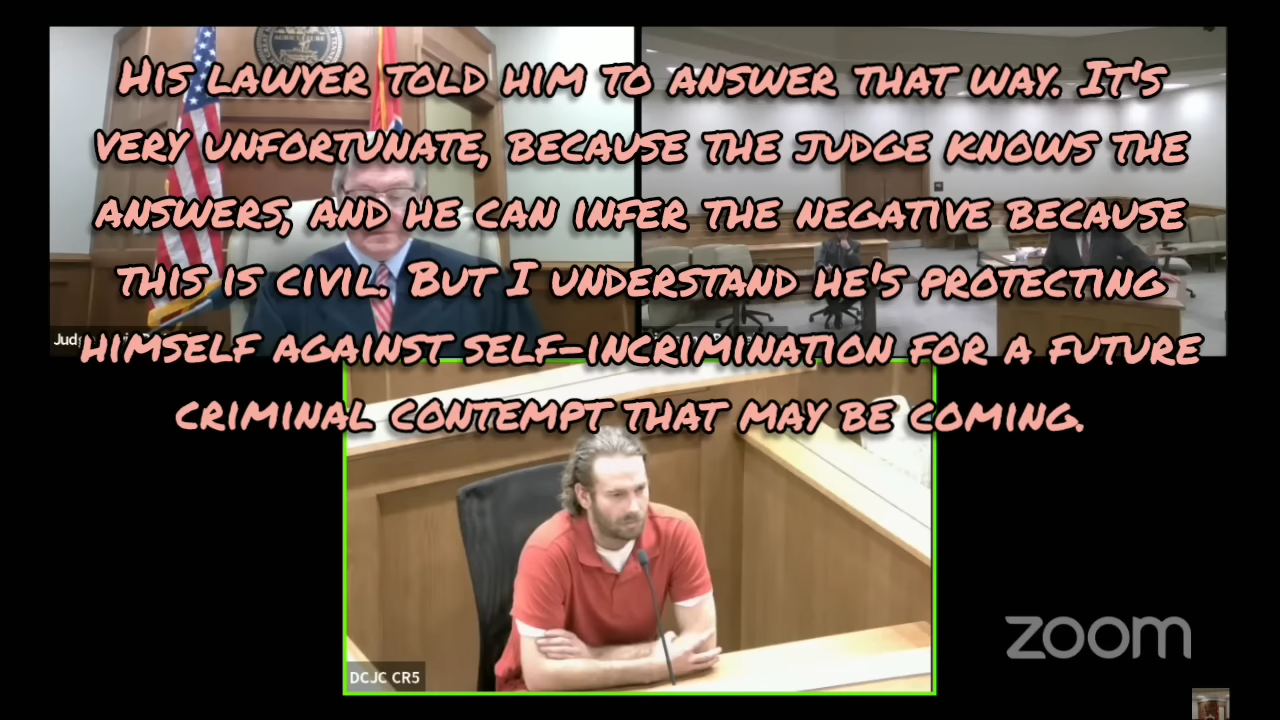 His lawyer told him to answer that way. It's
very unfortunate, because the judge knows the
answers, and he can infer the negative because
this is civil. But I understand he's protecting
himself against self-incrimination for a future
criminal contempt that may be coming.
AGRICULTURE
Judg
DCJC CR5
zoom